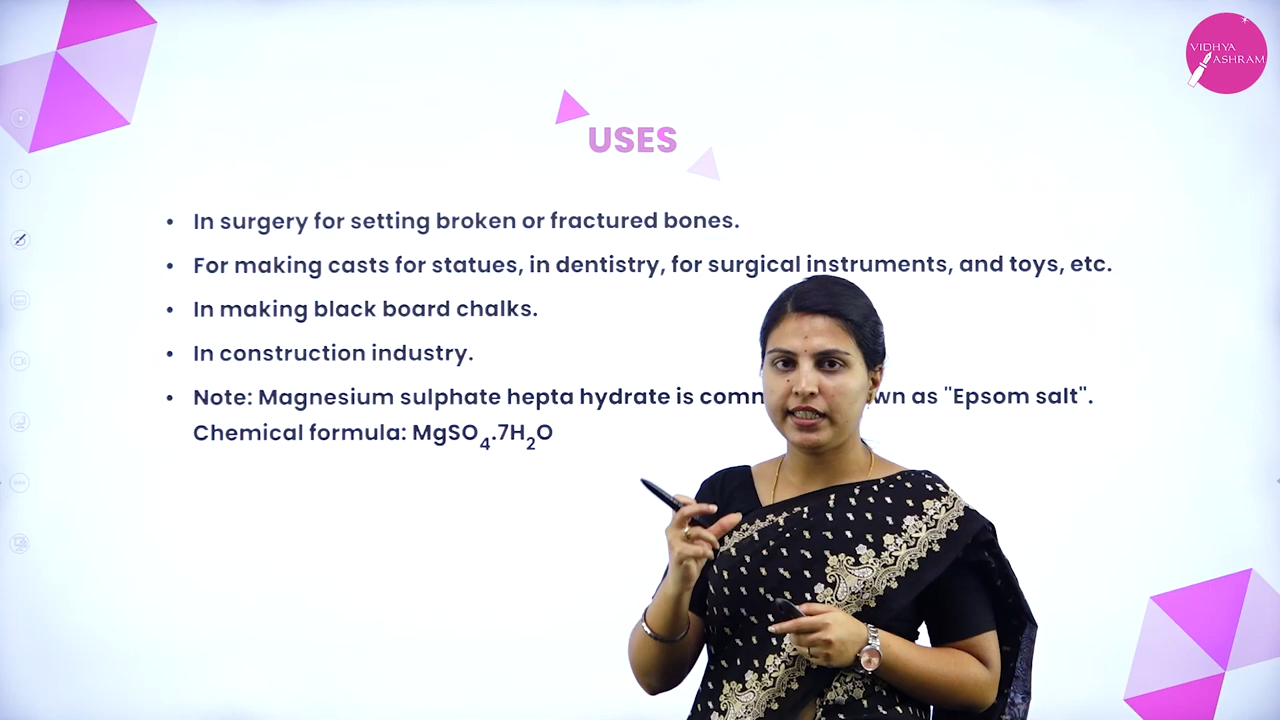 VIDHYA
ASHRAM
USES
• In surgery for setting broken or fractured bones.
• For making casts for statues, in dentistry, for surgical instruments, and toys, etc.
• In making black board chalks.
• In construction industry.
• Note: Magnesium sulphate hepta hydrate is as "Epsom salt".
Chemical formula: MgSO₄.7H₂O